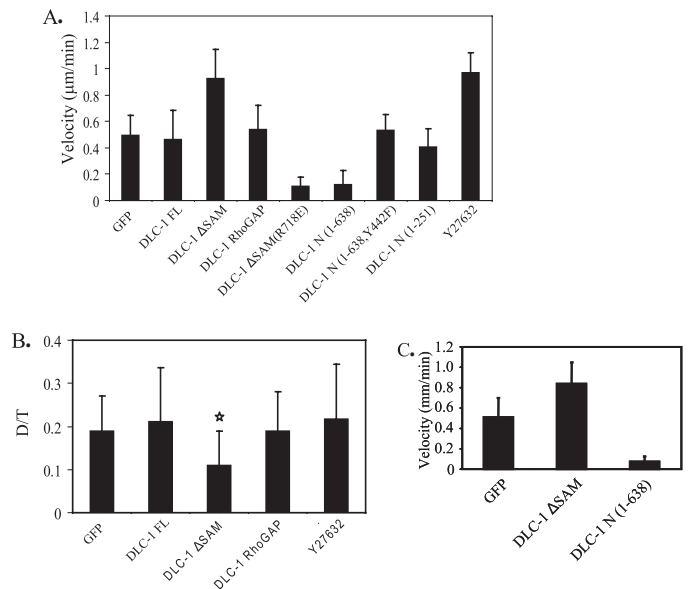 A.
Velocity (μm/min)
1.4
1.2
1
0.8
0.6
0.4
0.2
0
GFP
DLC-1 FL
DLC-1 ΔSAM
DLC-1 RhoGAP
DLC-1 ΔSAM(R718E)
DLC-1 N (1-638)
DLC-1 N (1-638,Y442F)
DLC-1 N (1-251)
Y27632
B.
D/T
0.4
0.3
0.2
0.1
0
GFP
DLC-1 FL
DLC-1 ΔSAM
DLC-1 RhoGAP
Y27632
C.
Velocity (mm/min)
1.2
1.0
0.8
0.6
0.4
0.2
0
GFP
DLC-1 ΔSAM
DLC-1 N (1-638)